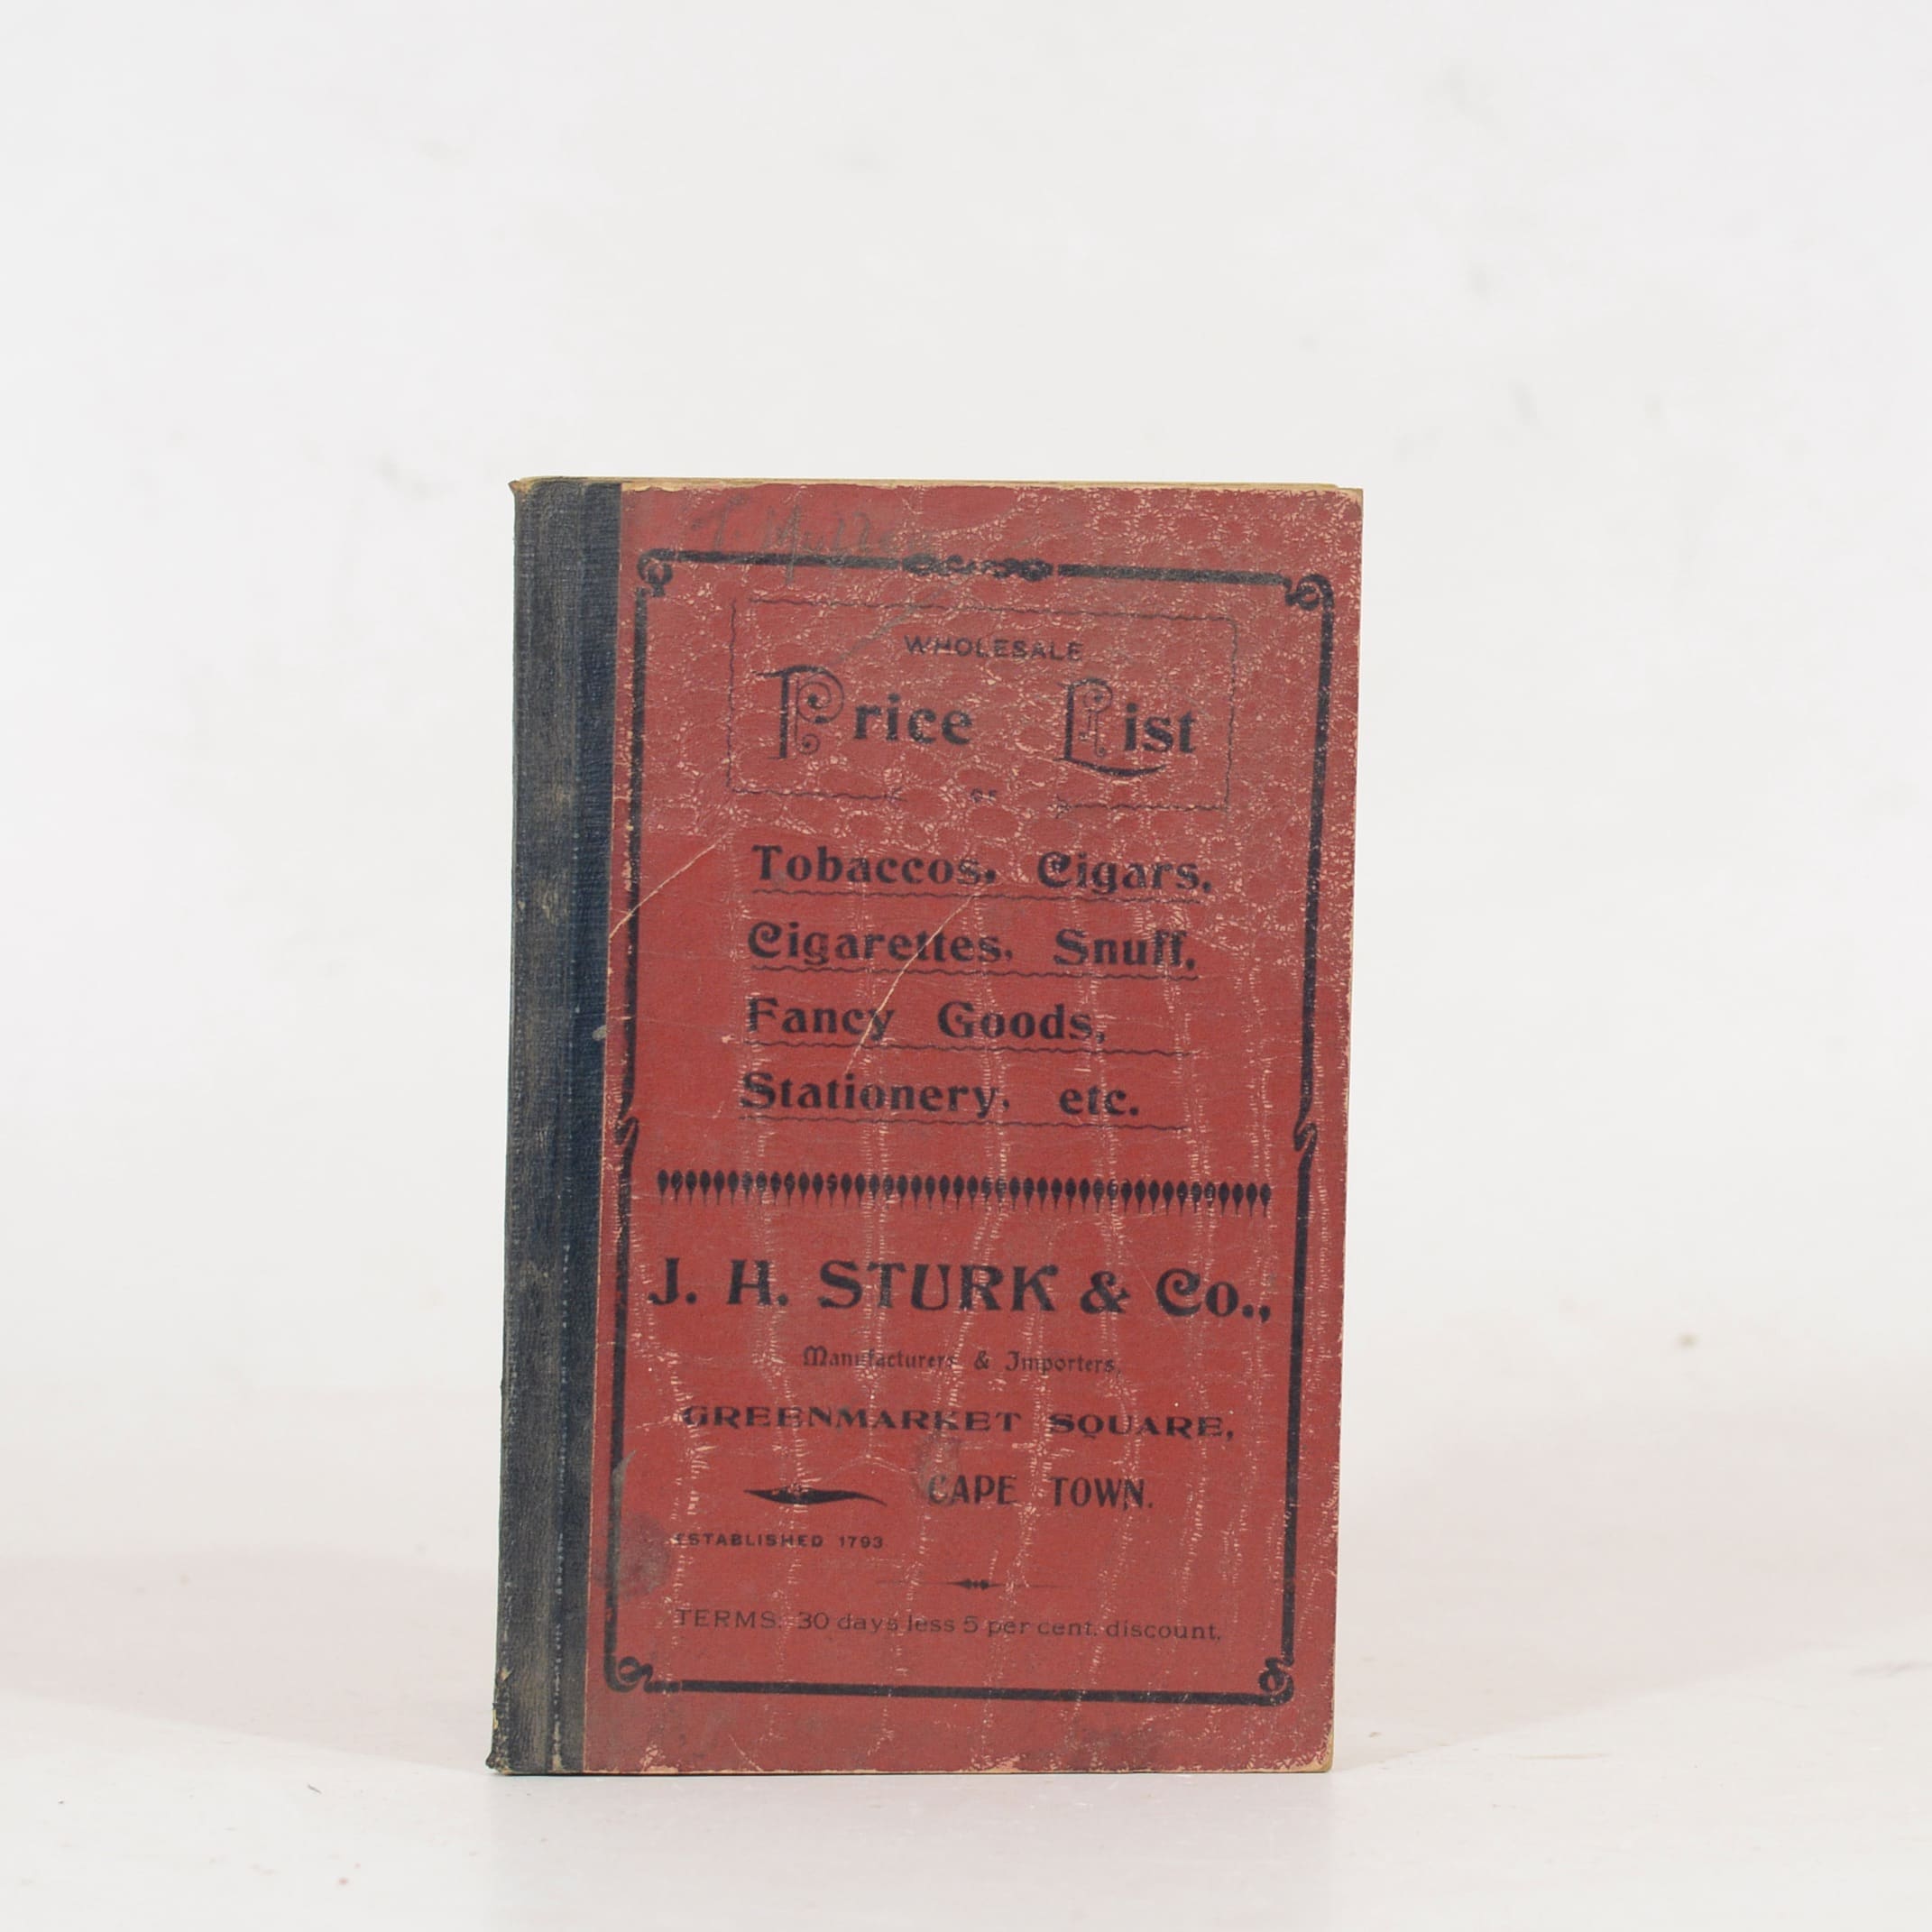 WHOLESALE
Price List
OF
Tobaccos, Cigars,
Cigarettes, Snuff,
Fancy Goods,
Stationery, etc.
J. H. STURK & Co.,
Manufacturers & Importers,
GREENMARKET SQUARE,
CAPE TOWN.
ESTABLISHED 1793
TERMS: 30 days less 5 per cent. discount,